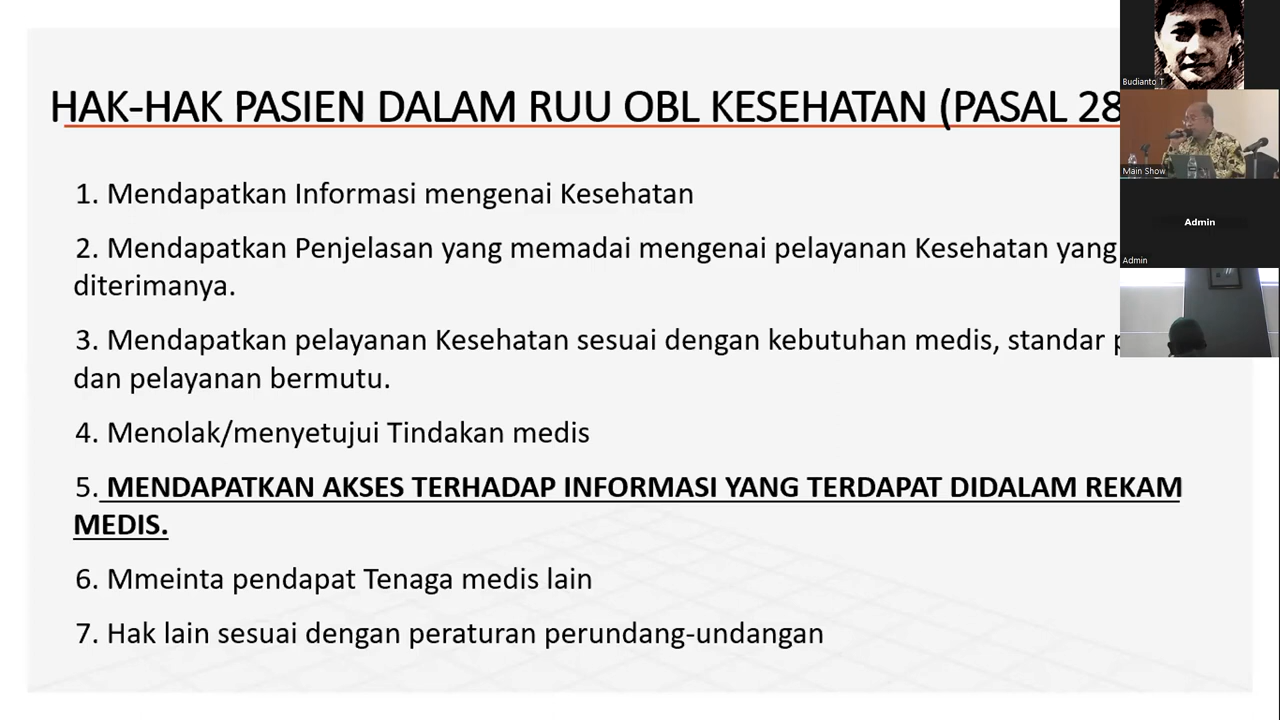 HAK-HAK PASIEN DALAM RUU OBL KESEHATAN (PASAL 28
1. Mendapatkan Informasi mengenai Kesehatan
2. Mendapatkan Penjelasan yang memadai mengenai pelayanan Kesehatan yang
diterimanya.
3. Mendapatkan pelayanan Kesehatan sesuai dengan kebutuhan medis, standar
dan pelayanan bermutu.
4. Menolak/menyetujui Tindakan medis
5. MENDAPATKAN AKSES TERHADAP INFORMASI YANG TERDAPAT DIDALAM REKAM
MEDIS.
6. Mmeinta pendapat Tenaga medis lain
7. Hak lain sesuai dengan peraturan perundang-undangan
Budianto T
Main Show
Admin
Admin